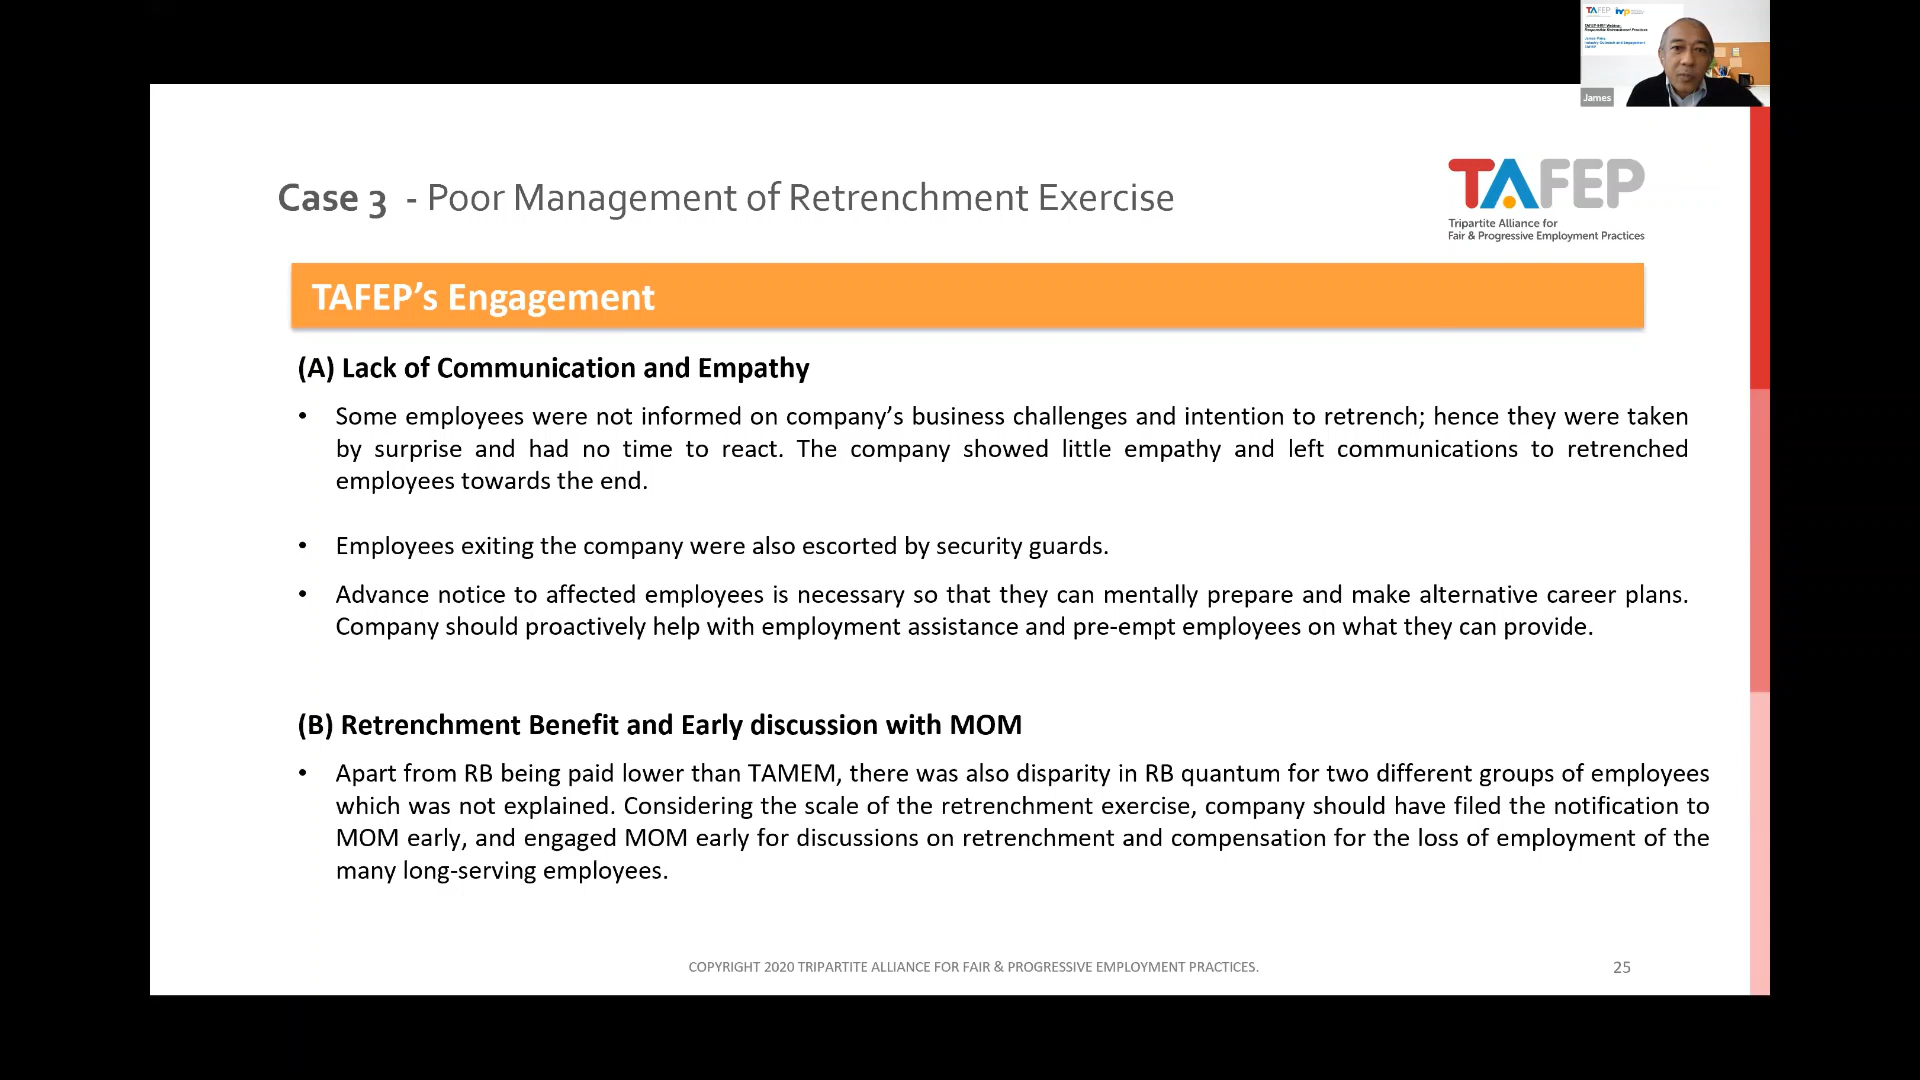 TAFEP
James
Case 3 - Poor Management of Retrenchment Exercise
TAFEP
Tripartite Alliance for
Fair & Progressive Employment Practices
TAFEP’s Engagement
(A) Lack of Communication and Empathy
• Some employees were not informed on company’s business challenges and intention to retrench; hence they were taken
by surprise and had no time to react. The company showed little empathy and left communications to retrenched
employees towards the end.
• Employees exiting the company were also escorted by security guards.
• Advance notice to affected employees is necessary so that they can mentally prepare and make alternative career plans.
Company should proactively help with employment assistance and pre-empt employees on what they can provide.
(B) Retrenchment Benefit and Early discussion with MOM
• Apart from RB being paid lower than TAMEM, there was also disparity in RB quantum for two different groups of employees
which was not explained. Considering the scale of the retrenchment exercise, company should have filed the notification to
MOM early, and engaged MOM early for discussions on retrenchment and compensation for the loss of employment of the
many long-serving employees.
COPYRIGHT 2020 TRIPARTITE ALLIANCE FOR FAIR & PROGRESSIVE EMPLOYMENT PRACTICES.
25